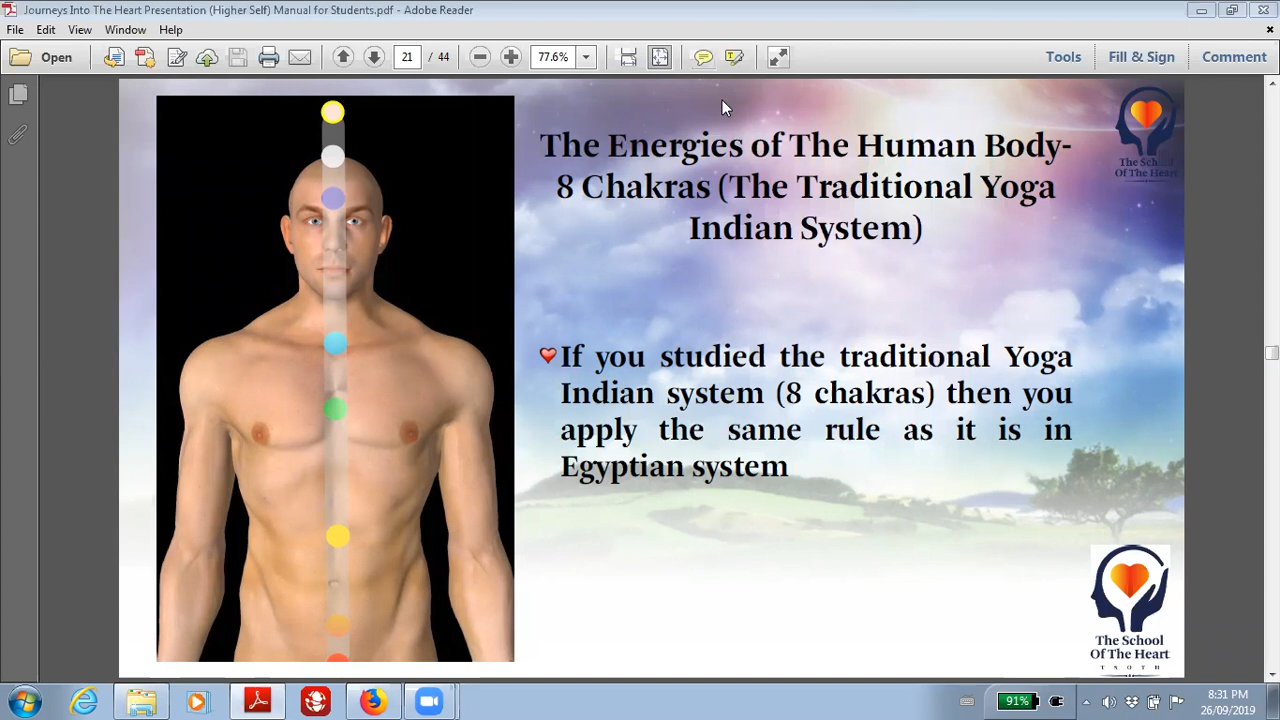 Journeys Into The Heart Presentation (Higher Self) Manual for Students.pdf - Adobe Reader
File Edit View Window Help
Open 21 / 44 77.6% Tools Fill & Sign Comment
The Energies of The Human Body-
8 Chakras (The Traditional Yoga
Indian System)
The School
Of The Heart
If you studied the traditional Yoga
Indian system (8 chakras) then you
apply the same rule as it is in
Egyptian system
The School
Of The Heart
T S O T H
91%
8:31 PM
26/09/2019